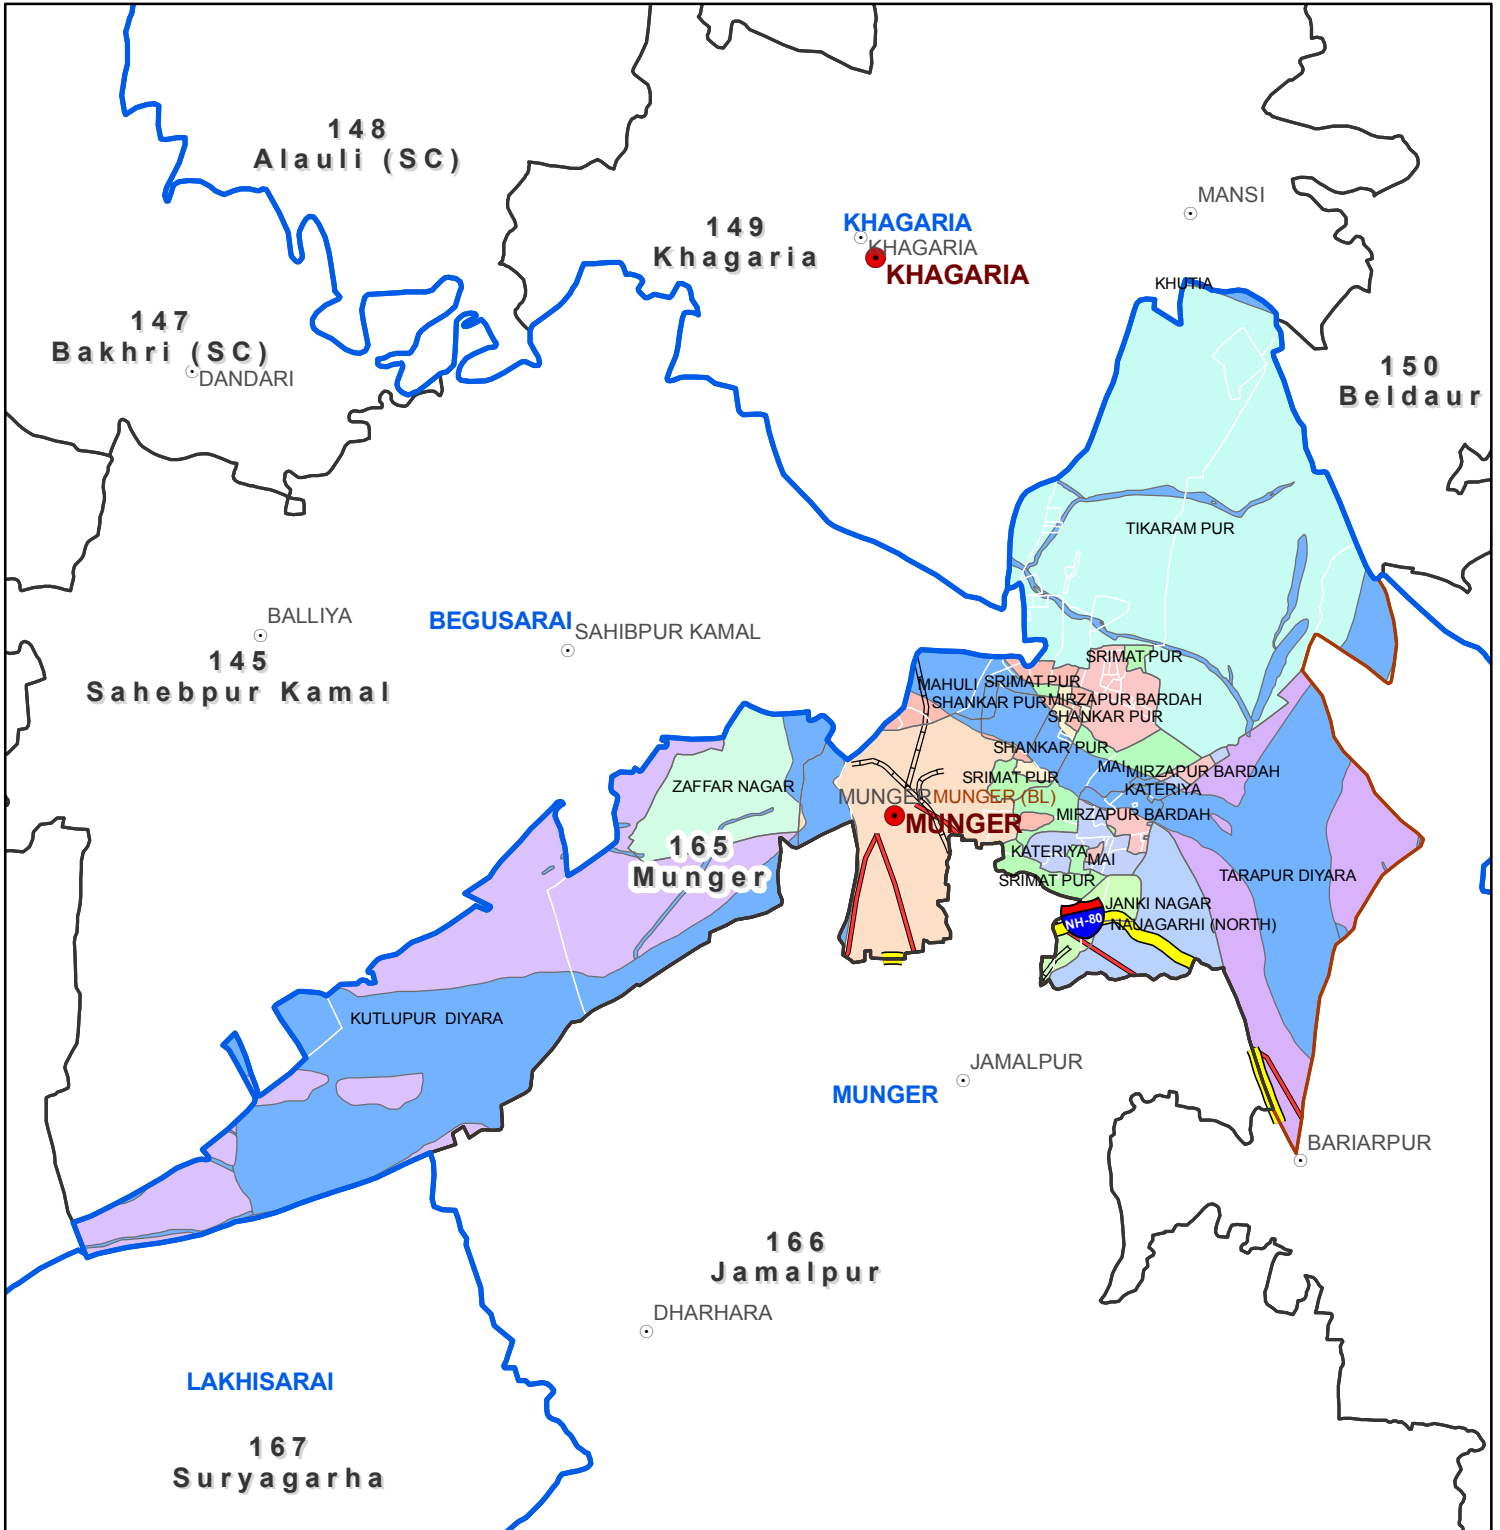 148
Alauli (SC)
MANSI
149
Khagaria
KHAGARIA
KHAGARIA
KHAGARIA
KHUTIA
147
Bakhri (SC)
DANDARI
150
Beldaur
TIKARAM PUR
BALLIYA
BEGUSARAI
SAHIBPUR KAMAL
145
Sahebpur Kamal
SRIMAT PUR
MAHULI
SRIMAT PUR
SHANKAR PUR
MIRZAPUR BARDAH
SHANKAR PUR
SHANKAR PUR
MAI
MIRZAPUR BARDAH
SRIMAT PUR
ZAFFAR NAGAR
KATERIYA
MUNGER
MUNGER (BL)
MUNGER
MIRZAPUR BARDAH
165
Munger
KATERIYA
MAI
SRIMAT PUR
TARAPUR DIYARA
JANKI NAGAR
NH-80
NAUAGARHI (NORTH)
KUTLUPUR DIYARA
JAMALPUR
MUNGER
BARIARPUR
166
Jamalpur
DHARHARA
LAKHISARAI
167
Suryagarha